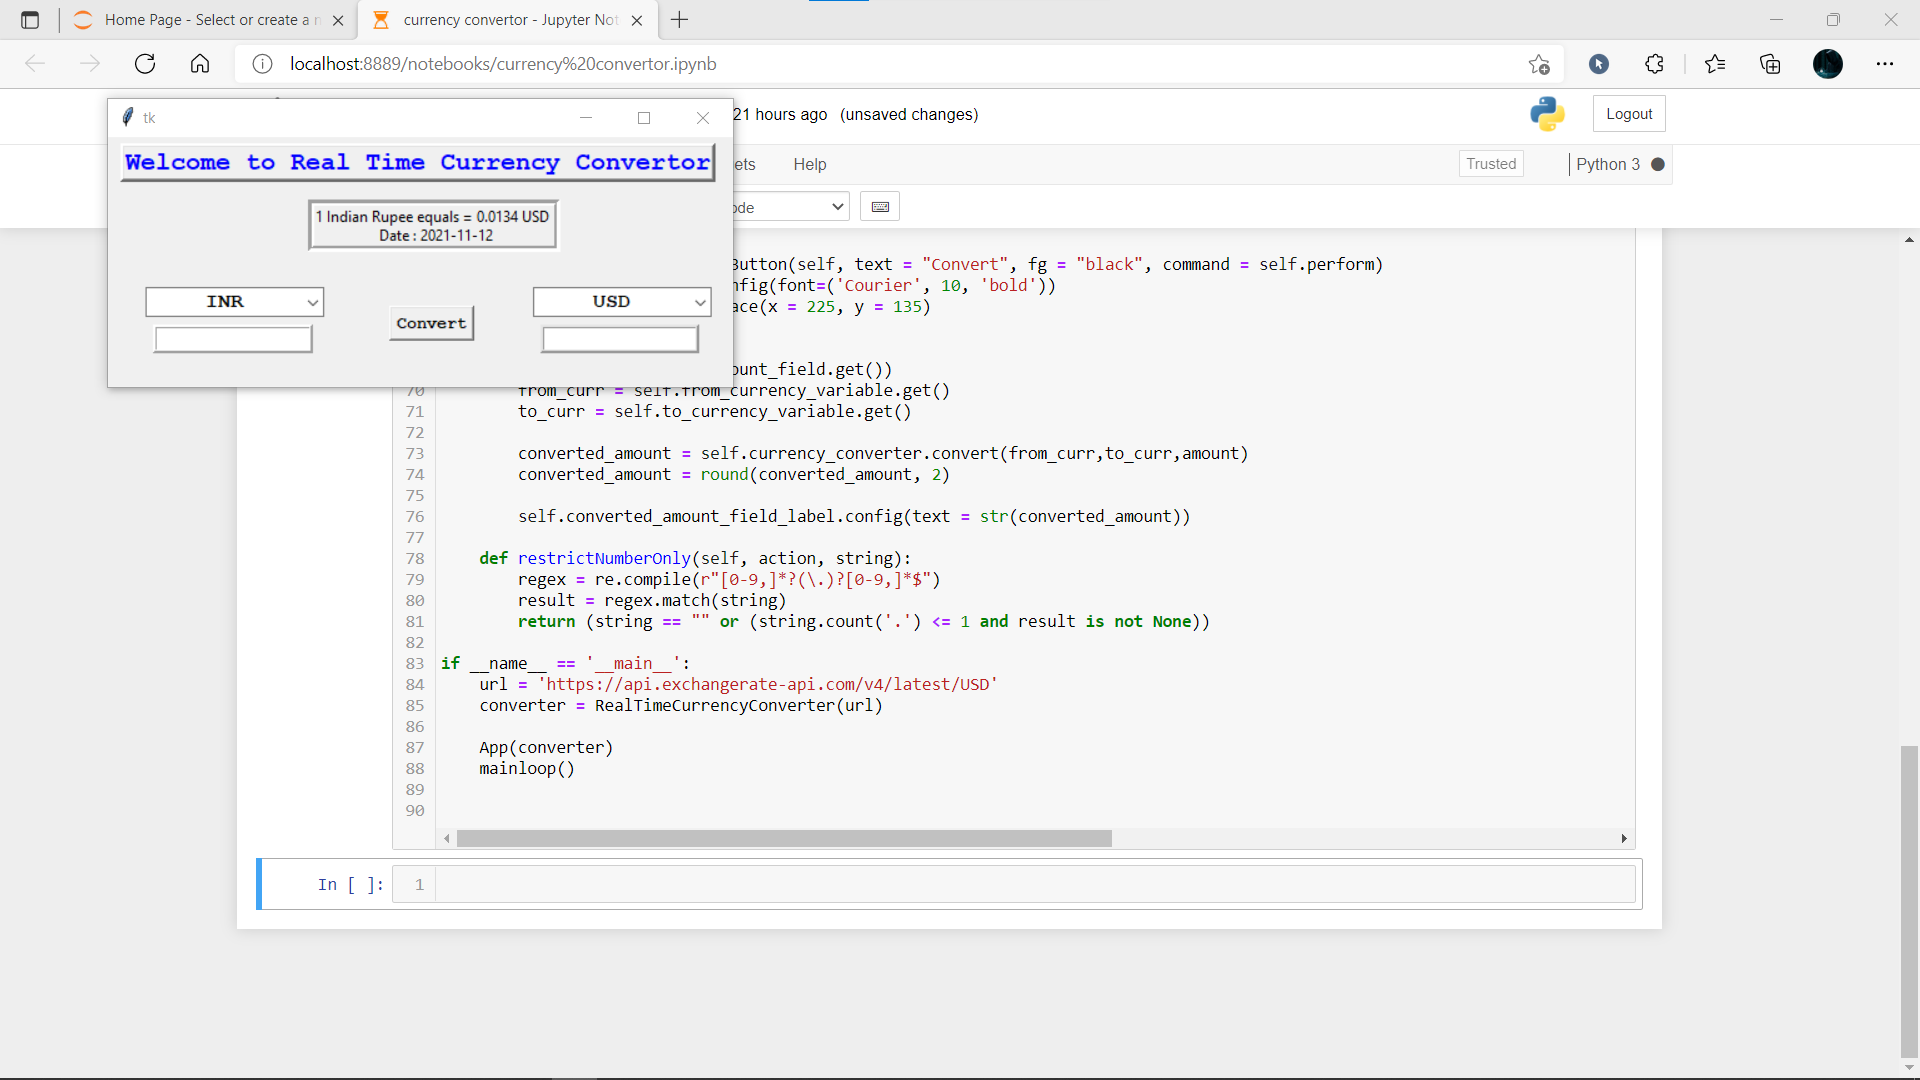 Home Page - Select or create a n
currency convertor - Jupyter Not
localhost:8889/notebooks/currency%20convertor.ipynb
tk
21 hours ago (unsaved changes)
Logout
Welcome to Real Time Currency Convertor
ets
Help
Trusted
Python 3
ode
1 Indian Rupee equals = 0.0134 USD
Date : 2021-11-12
INR
USD
Convert
Button(self, text = "Convert", fg = "black", command = self.perform)
nfig(font=('Courier', 10, 'bold'))
ace(x = 225, y = 135)
ount_field.get())
70 from_curr = self.from_currency_variable.get()
71 to_curr = self.to_currency_variable.get()
72
73 converted_amount = self.currency_converter.convert(from_curr,to_curr,amount)
74 converted_amount = round(converted_amount, 2)
75
76 self.converted_amount_field_label.config(text = str(converted_amount))
77
78 def restrictNumberOnly(self, action, string):
79 regex = re.compile(r"[0-9,]*?(\.)?[0-9,]*$")
80 result = regex.match(string)
81 return (string == "" or (string.count('.') <= 1 and result is not None))
82
83 if __name__ == '__main__':
84 url = 'https://api.exchangerate-api.com/v4/latest/USD'
85 converter = RealTimeCurrencyConverter(url)
86
87 App(converter)
88 mainloop()
89
90
In [ ]: 1